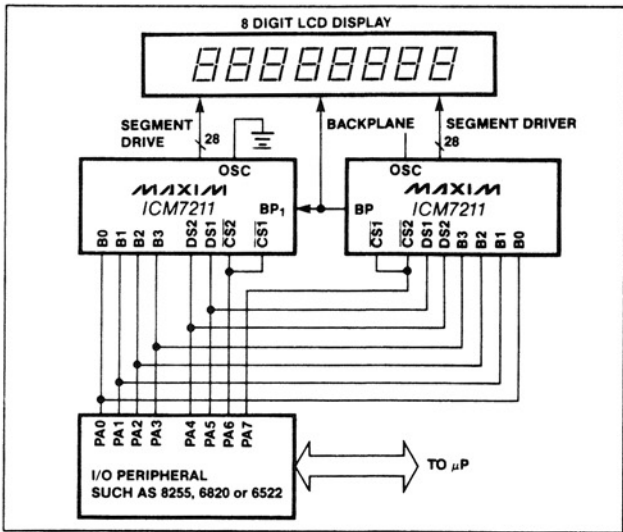 8 DIGIT LCD DISPLAY
88888888
SEGMENT
DRIVE
28
BACKPLANE
SEGMENT DRIVER
28
OSC
MAXIM
ICM7211
BP1
B0
B1
B2
B3
DS2
DS1
CS2
CS1
OSC
MAXIM
ICM7211
BP
CS1
CS2
DS1
DS2
B3
B2
B1
B0
PA0
PA1
PA2
PA3
PA4
PA5
PA6
PA7
I/O PERIPHERAL
SUCH AS 8255, 6820 or 6522
TO μP